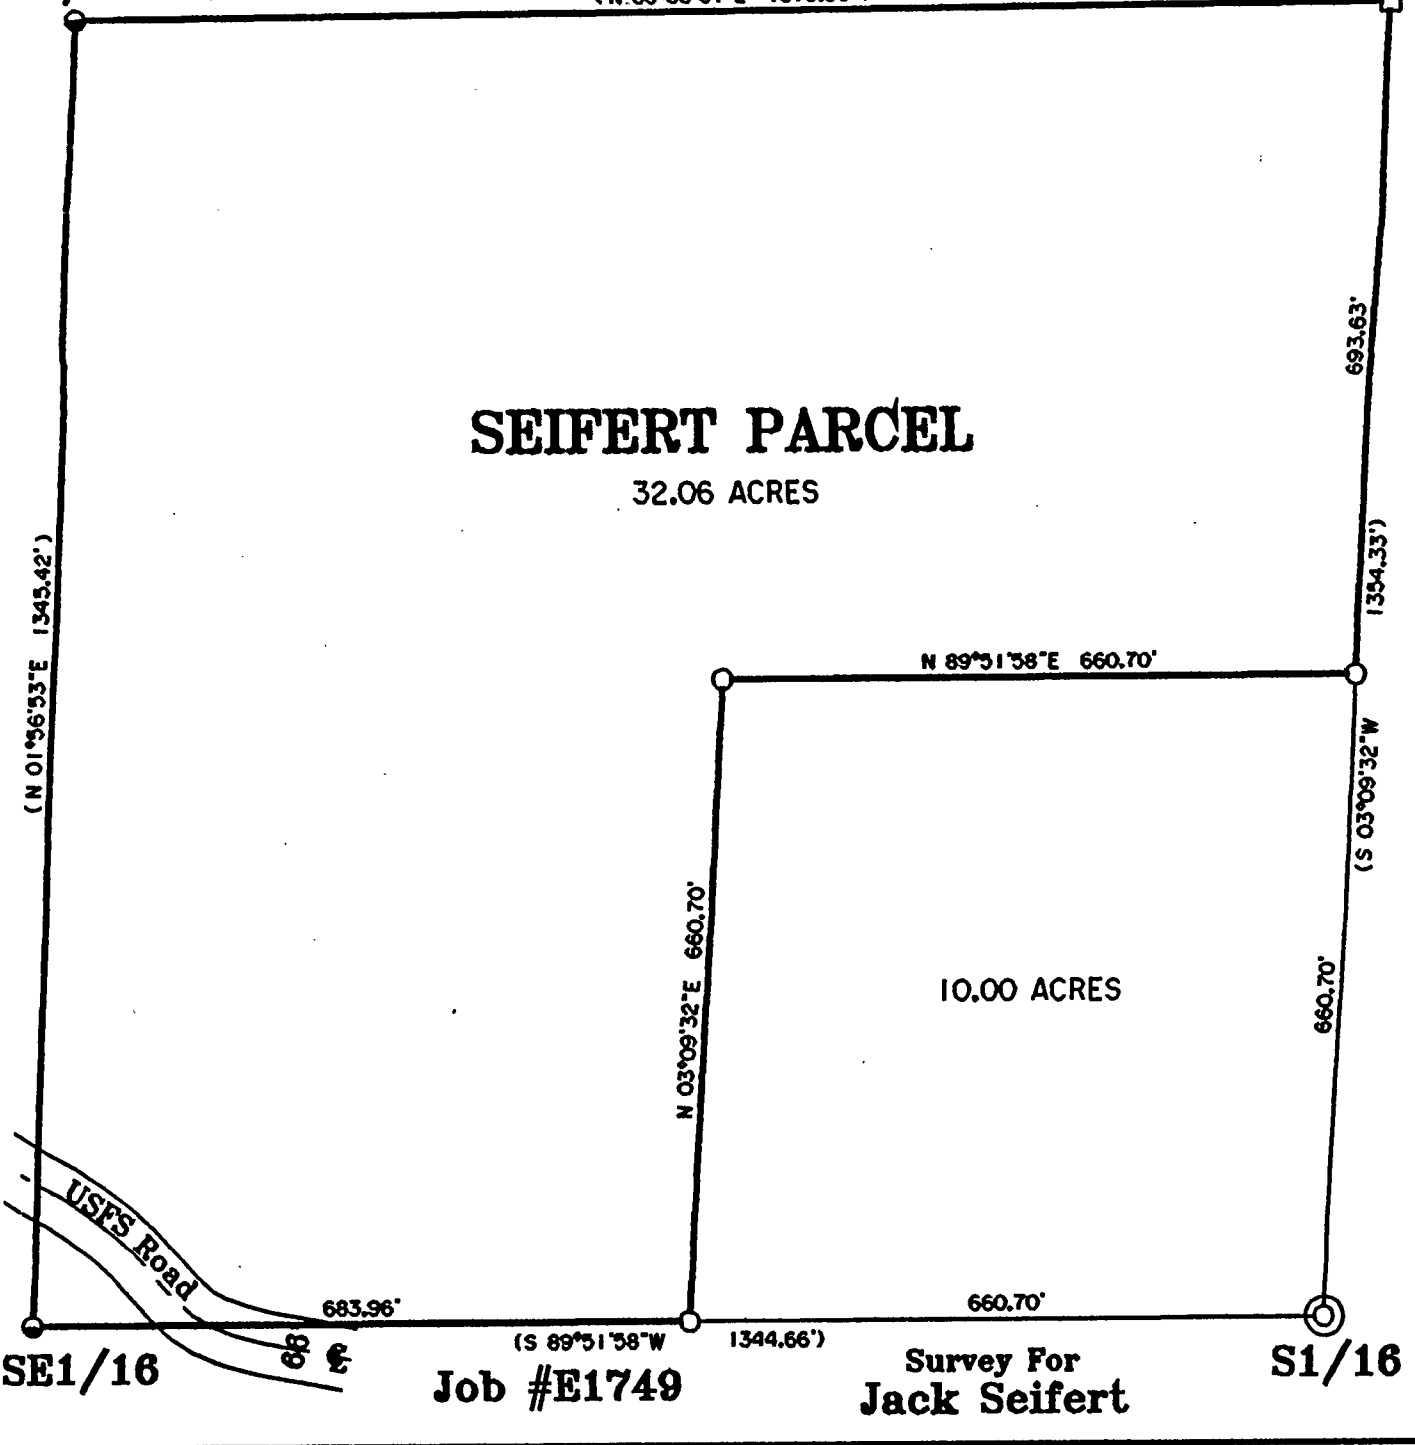 693.63'
SEIFERT PARCEL
32.06 ACRES
(N 01°56'53"E 1345.42')
1354.33')
N 89°51'58"E 660.70'
(S 03°09'32"W
N 03°09'32"E 660.70'
10.00 ACRES
660.70'
USFS Road
683.96'
660.70'
68 ℄
(S 89°51'58"W 1344.66')
SE1/16
Job #E1749
Survey For
Jack Seifert
S1/16